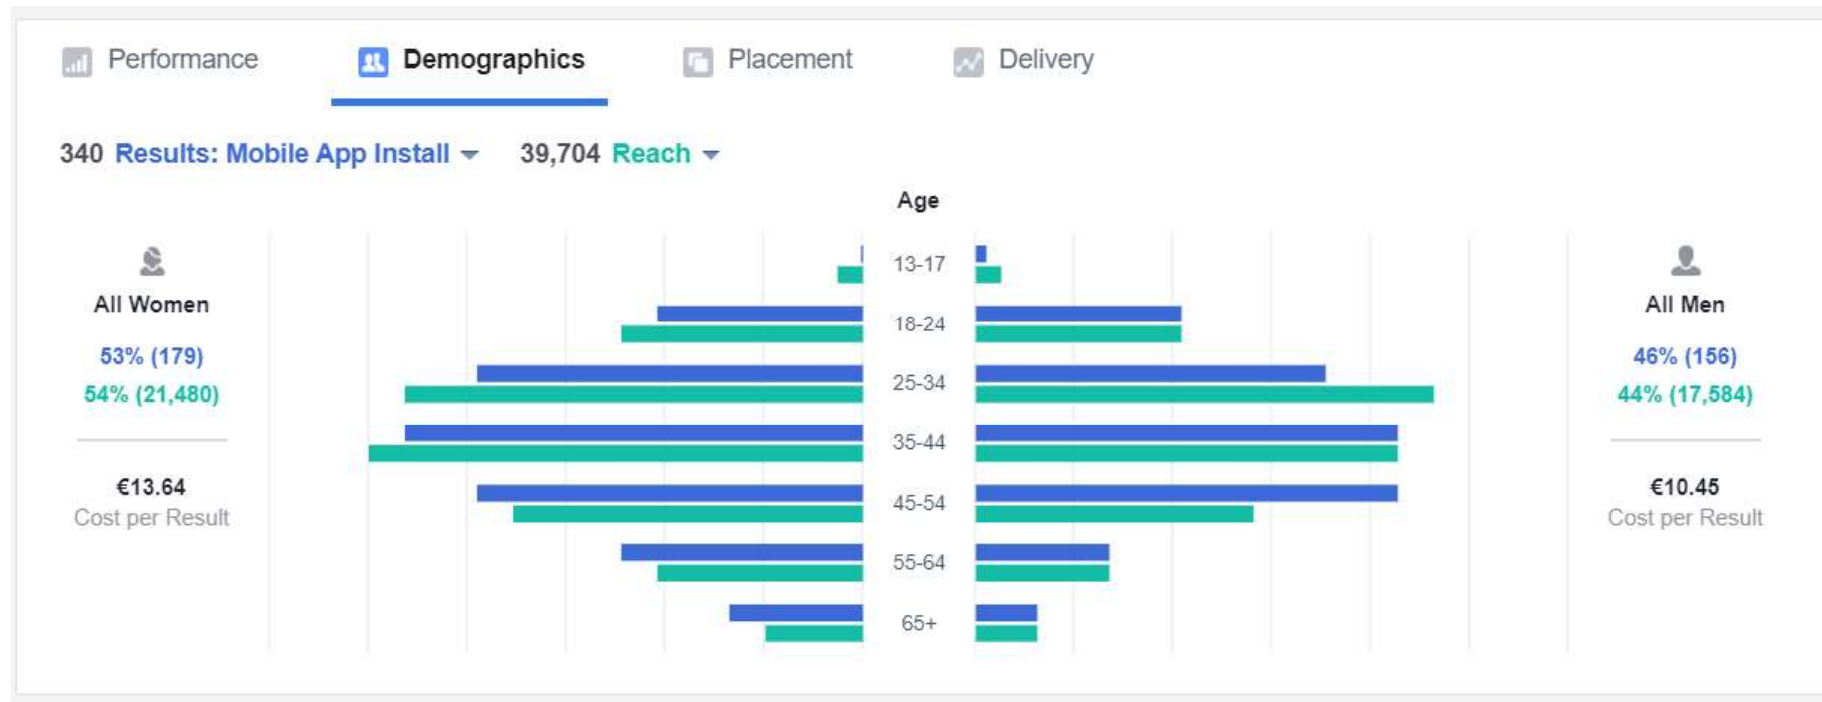 Performance Demographics Placement Delivery
340 Results: Mobile App Install 39,704 Reach
Age
All Women
53% (179)
54% (21,480)
€13.64
Cost per Result
13-17
18-24
25-34
35-44
45-54
55-64
65+
All Men
46% (156)
44% (17,584)
€10.45
Cost per Result